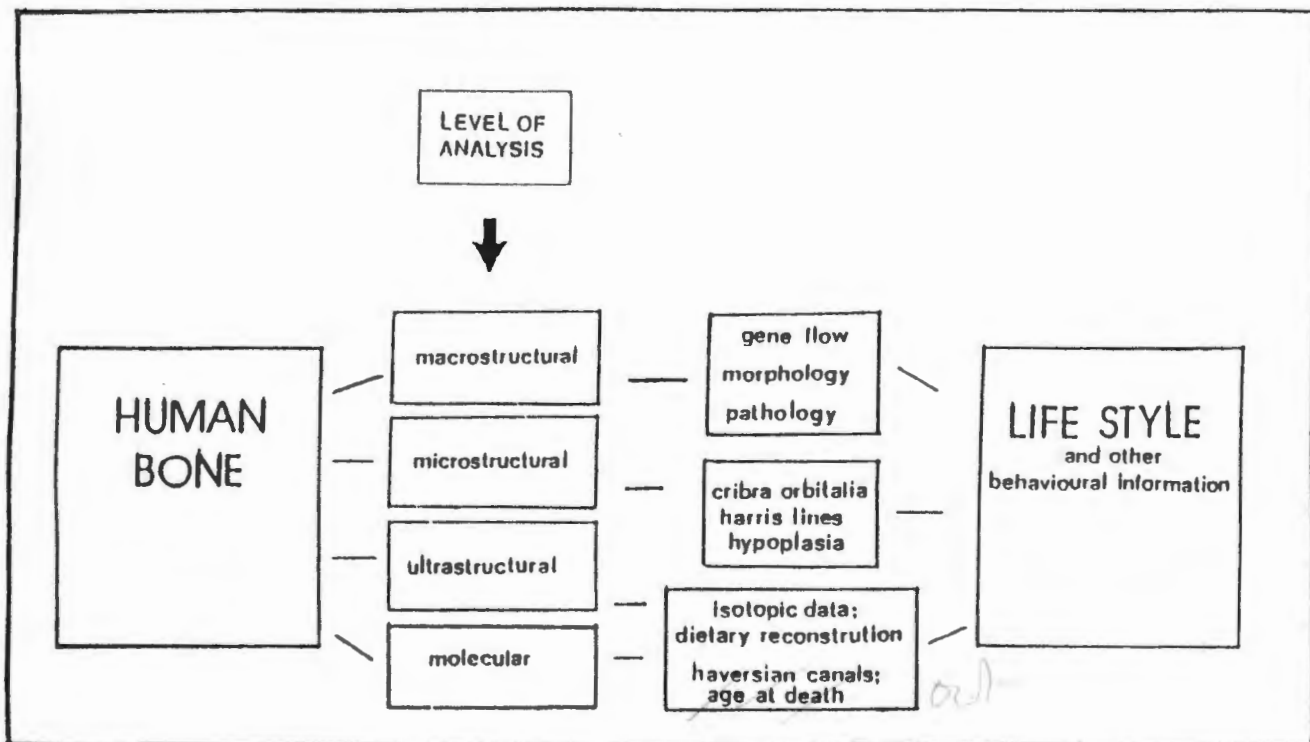 LEVEL OF
ANALYSIS
HUMAN
BONE
macrostructural
microstructural
ultrastructural
molecular
gene flow
morphology
pathology
cribra orbitalia
harris lines
hypoplasia
isotopic data;
dietary reconstrution
haversian canals;
age at death
LIFE STYLE
and other
behavioural information